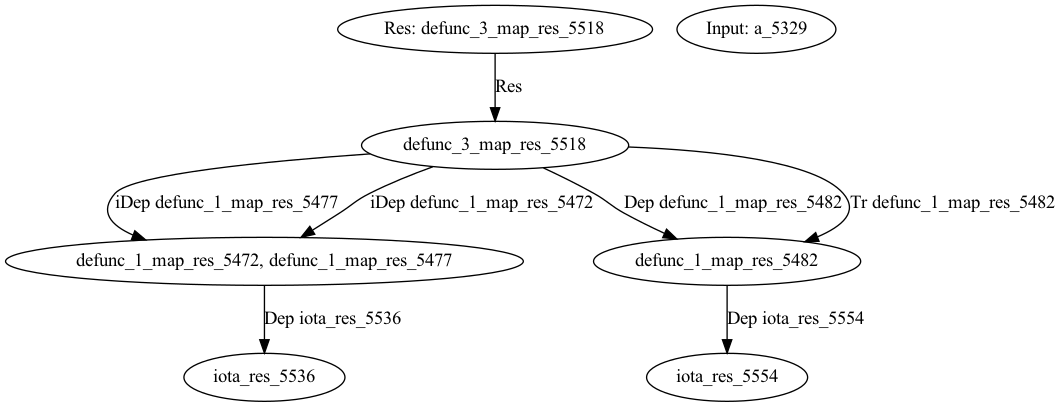 Res: defunc_3_map_res_5518
Input: a_5329
Res
defunc_3_map_res_5518
iDep defunc_1_map_res_5477
iDep defunc_1_map_res_5472
Dep defunc_1_map_res_5482
Tr defunc_1_map_res_5482
defunc_1_map_res_5472, defunc_1_map_res_5477
defunc_1_map_res_5482
Dep iota_res_5536
Dep iota_res_5554
iota_res_5536
iota_res_5554